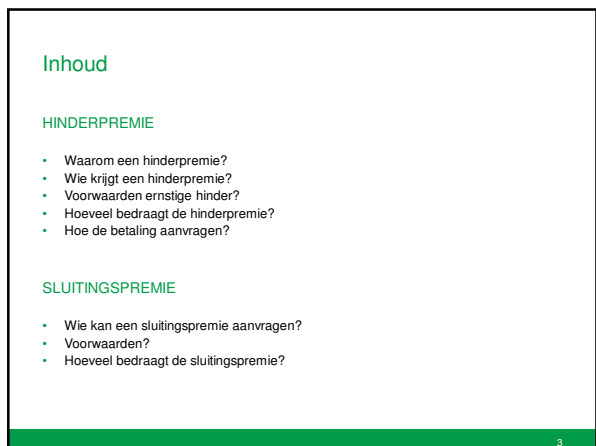 Inhoud
HINDERPREMIE
• Waarom een hinderpremie?
• Wie krijgt een hinderpremie?
• Voorwaarden ernstige hinder?
• Hoeveel bedraagt de hinderpremie?
• Hoe de betaling aanvragen?
SLUITINGSPREMIE
• Wie kan een sluitingspremie aanvragen?
• Voorwaarden?
• Hoeveel bedraagt de sluitingspremie?
3